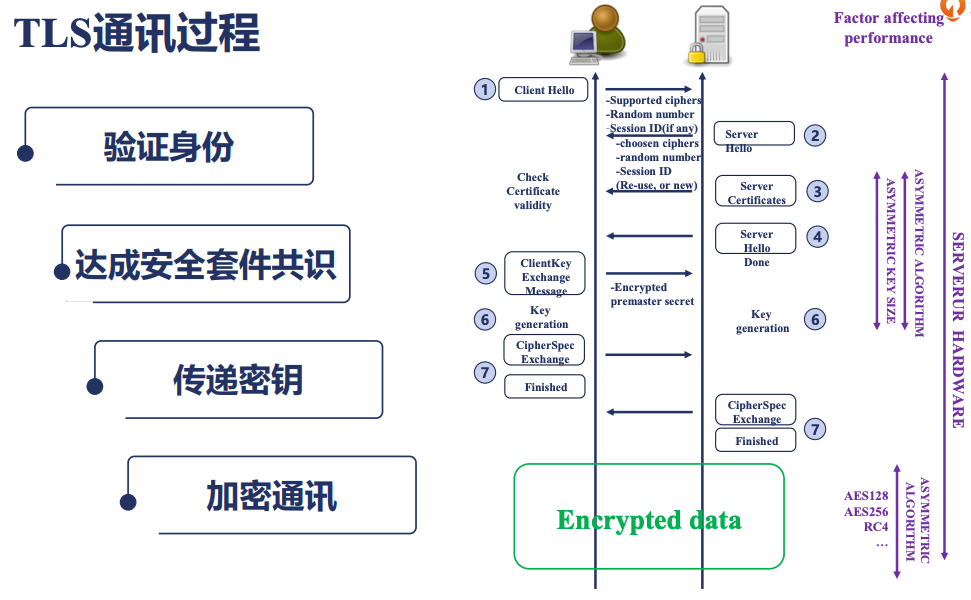 TLS通讯过程
验证身份
达成安全套件共识
传递密钥
加密通讯
Factor affecting
performance
1
Client Hello
-Supported ciphers
-Random number
-Session ID(if any)
Server
Hello
2
-choosen ciphers
-random number
-Session ID
(Re-use, or new)
Check
Certificate
validity
Server
Certificates
3
Server
Hello
Done
4
5
ClientKey
Exchange
Message
-Encrypted
premaster secret
6
Key
generation
Key
generation
6
7
CipherSpec
Exchange
Finished
CipherSpec
Exchange
Finished
7
Encrypted data
ASYMMETRIC KEY SIZE
ASYMMETRIC ALGORITHM
SERVERUR HARDWARE
AES128
AES256
RC4
…
ASYMMETRIC
ALGORITHM